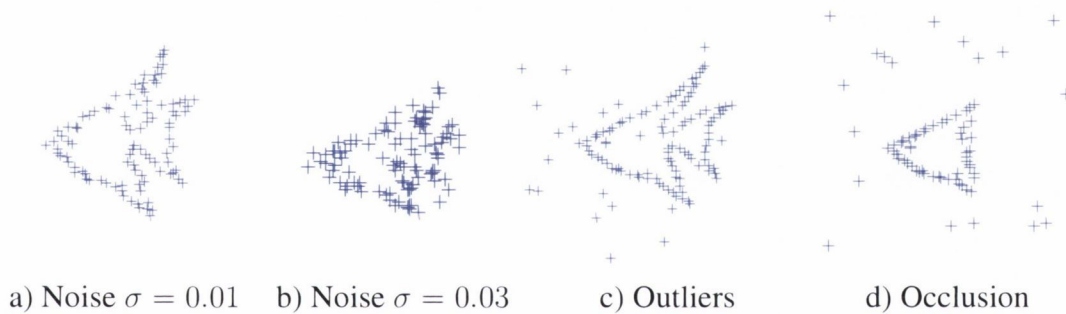 a) Noise σ = 0.01 b) Noise σ = 0.03 c) Outliers d) Occlusion